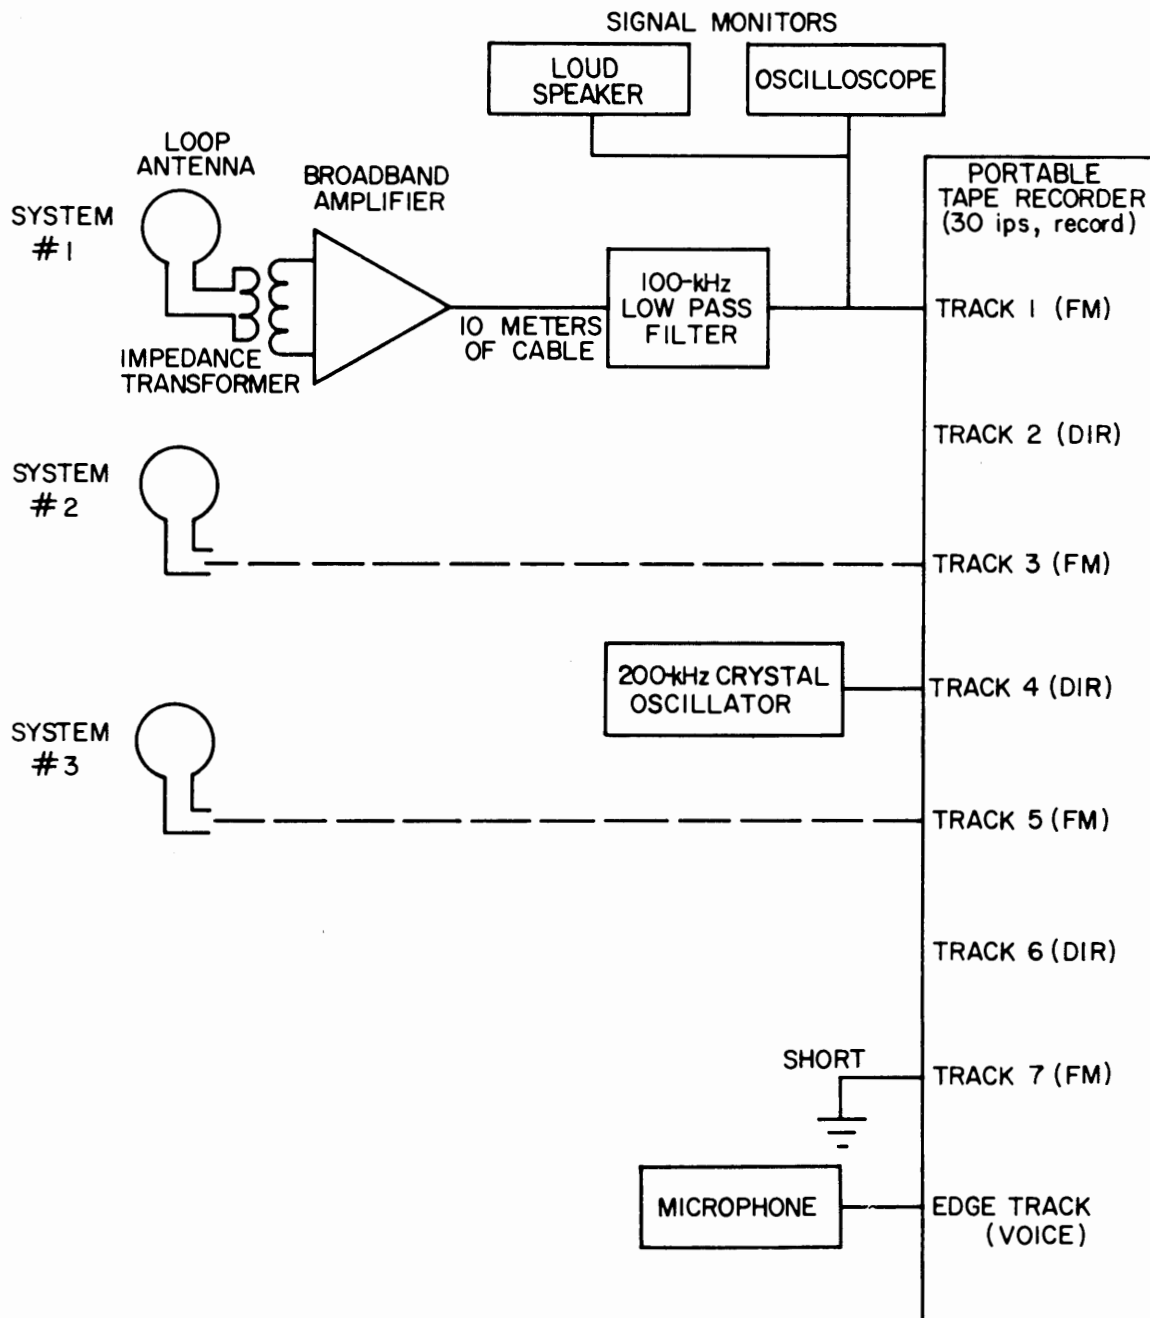 SIGNAL MONITORS
LOUD
SPEAKER
OSCILLOSCOPE
LOOP
ANTENNA
BROADBAND
AMPLIFIER
PORTABLE
TAPE RECORDER
(30 ips, record)
SYSTEM
#1
100-kHz
LOW PASS
FILTER
TRACK 1 (FM)
10 METERS
OF CABLE
IMPEDANCE
TRANSFORMER
TRACK 2 (DIR)
SYSTEM
#2
TRACK 3 (FM)
200-kHz CRYSTAL
OSCILLATOR
TRACK 4 (DIR)
SYSTEM
#3
TRACK 5 (FM)
TRACK 6 (DIR)
SHORT
TRACK 7 (FM)
MICROPHONE
EDGE TRACK
(VOICE)